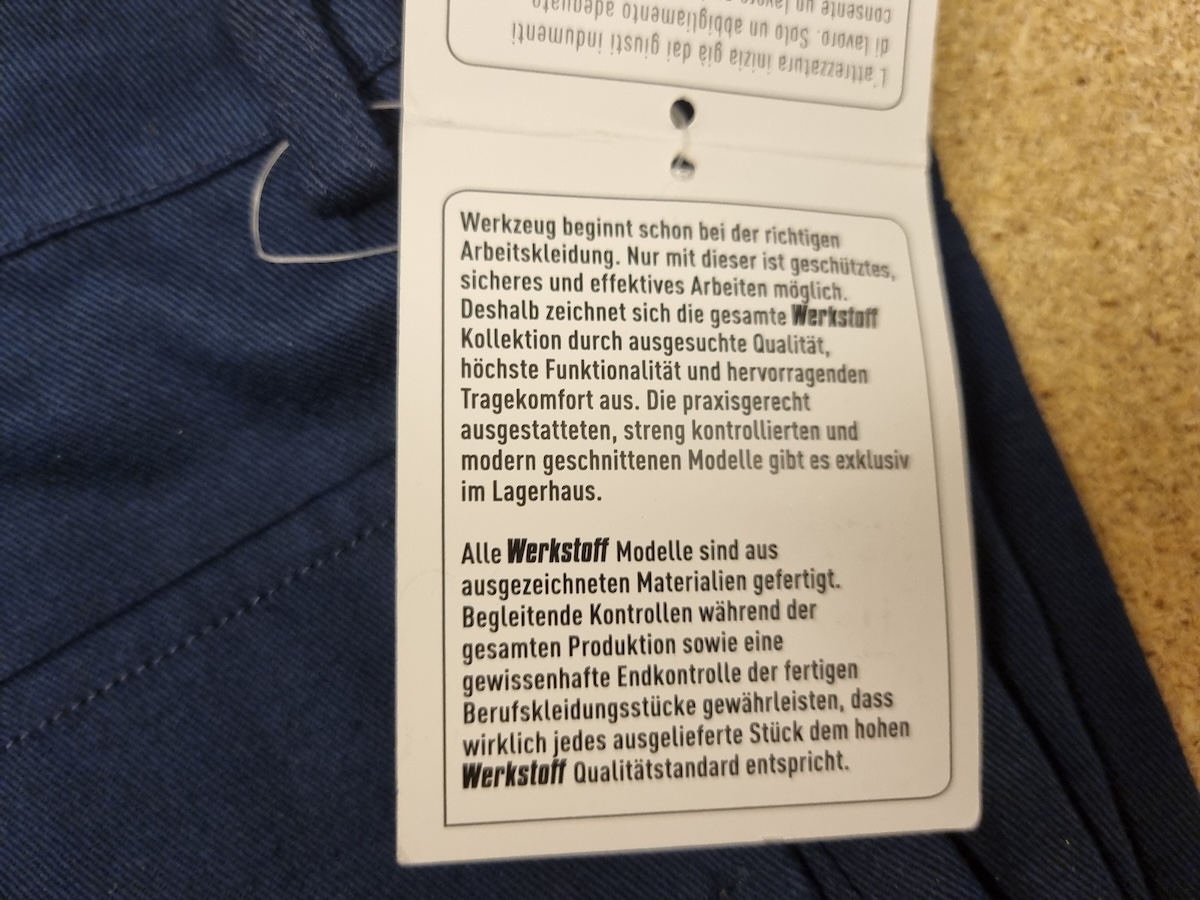 L'attrezzatura inizia già dai giusti indumenti
di lavoro. Solo un abbigliamento adeguato
consente un lavoro
Werkzeug beginnt schon bei der richtigen
Arbeitskleidung. Nur mit dieser ist geschütztes,
sicheres und effektives Arbeiten möglich.
Deshalb zeichnet sich die gesamte Werkstoff
Kollektion durch ausgesuchte Qualität,
höchste Funktionalität und hervorragenden
Tragekomfort aus. Die praxisgerecht
ausgestatteten, streng kontrollierten und
modern geschnittenen Modelle gibt es exklusiv
im Lagerhaus.
Alle Werkstoff Modelle sind aus
ausgezeichneten Materialien gefertigt.
Begleitende Kontrollen während der
gesamten Produktion sowie eine
gewissenhafte Endkontrolle der fertigen
Berufskleidungsstücke gewährleisten, dass
wirklich jedes ausgelieferte Stück dem hohen
Werkstoff Qualitätstandard entspricht.